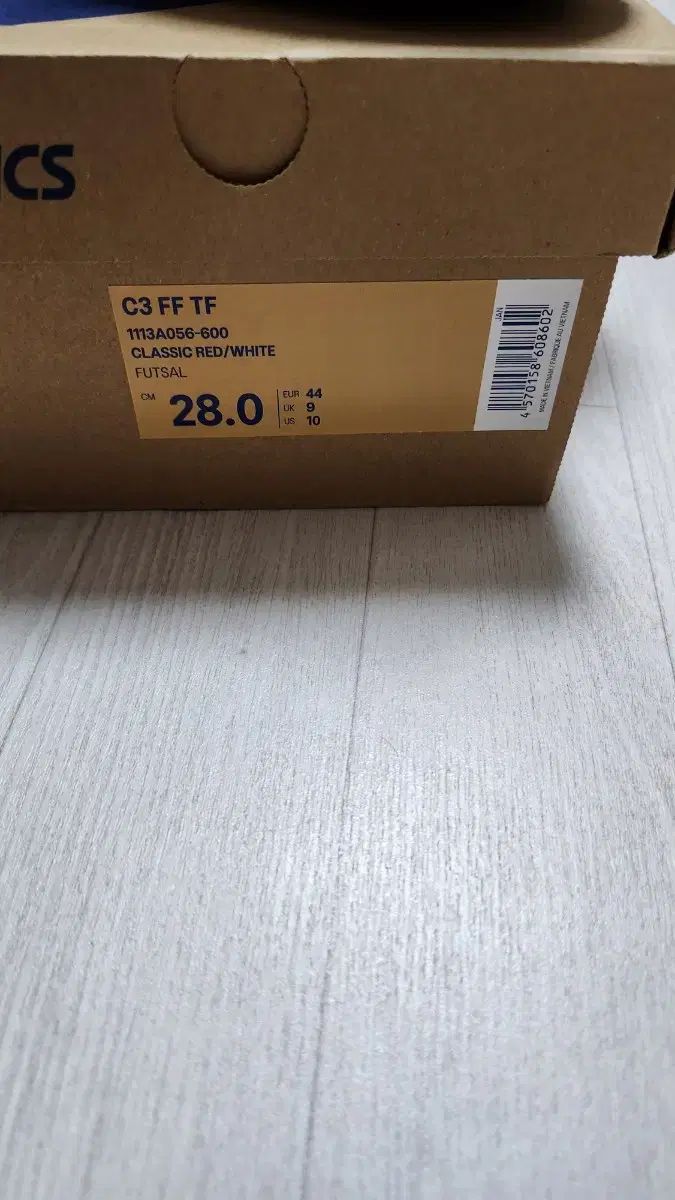 CS
C3 FF TF
1113A056-600
CLASSIC RED/WHITE
FUTSAL
CM 28.0
EUR 44
UK 9
US 10
JAN
4 570158 608602
MADE IN VIETNAM / FABRIQUE AU VIETNAM